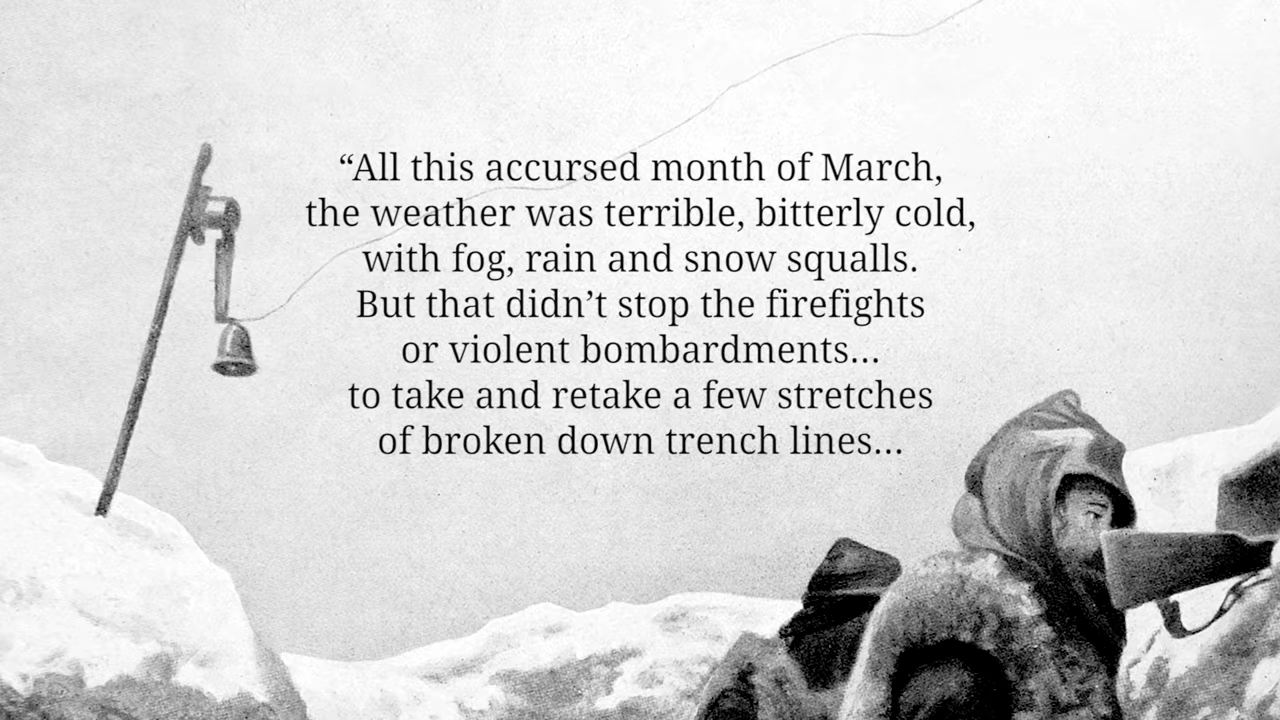 “All this accursed month of March,
the weather was terrible, bitterly cold,
with fog, rain and snow squalls.
But that didn’t stop the firefights
or violent bombardments...
to take and retake a few stretches
of broken down trench lines...